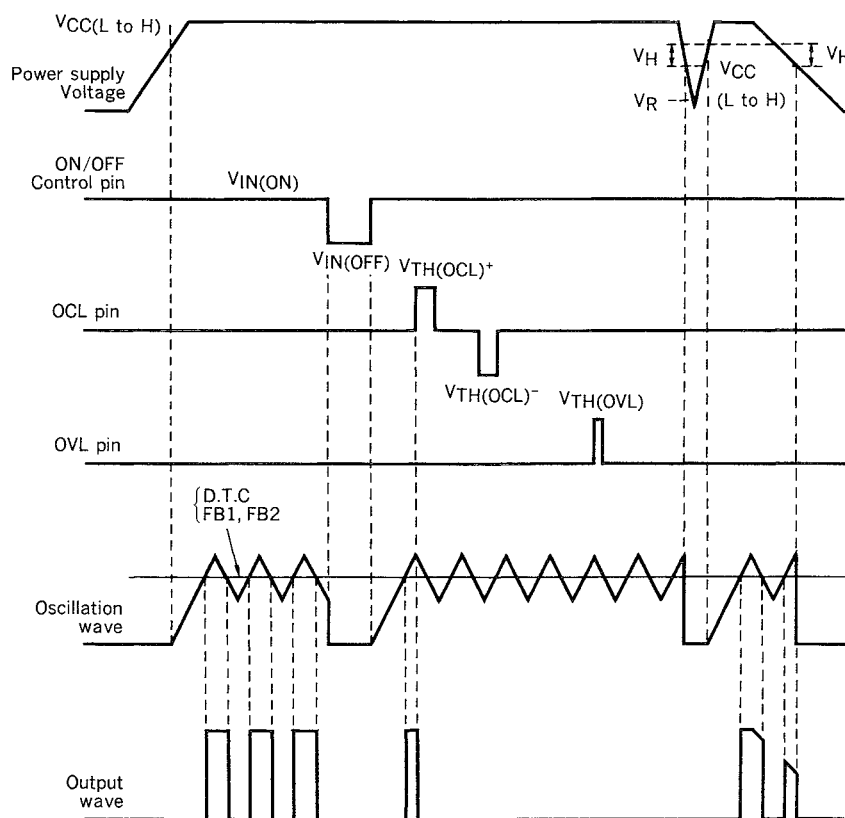 VCC(L to H)
Power supply
Voltage
VH
VCC
(L to H)
VR
VH
ON/OFF
Control pin
VIN(ON)
VIN(OFF)
VTH(OCL)+
OCL pin
VTH(OCL)−
VTH(OVL)
OVL pin
D.T.C
FB1, FB2
Oscillation
wave
Output
wave